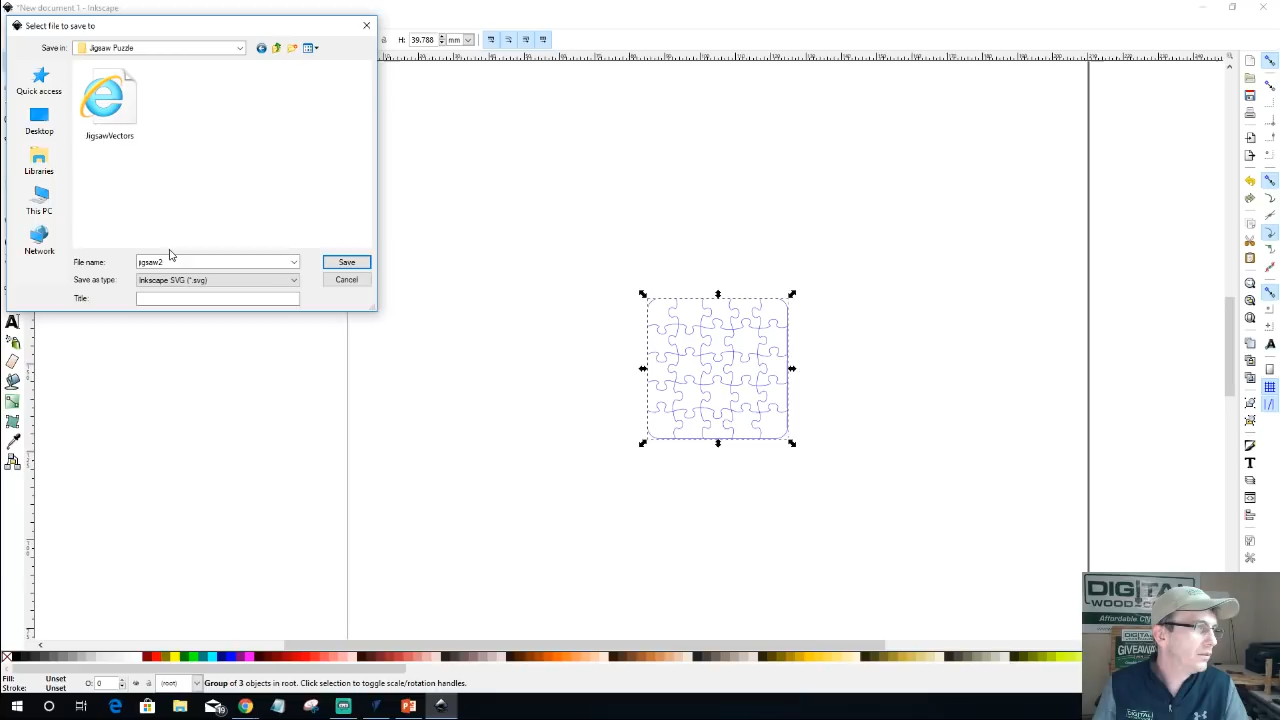 *New document 1 - Inkscape
Select file to save to
Save in:
Jigsaw Puzzle
H:
39.788
mm
Quick access
Desktop
Libraries
This PC
Network
JigsawVectors
File name:
jigsaw2
Save
Save as type:
Inkscape SVG (*.svg)
Cancel
Title:
Fill:
Unset
Stroke:
Unset
O:
0
(root)
Group of 3 objects in root. Click selection to toggle scale/rotation handles.
DIGITAL
WOOD
Affordable CN
DIGITAL
GIVEAWAY